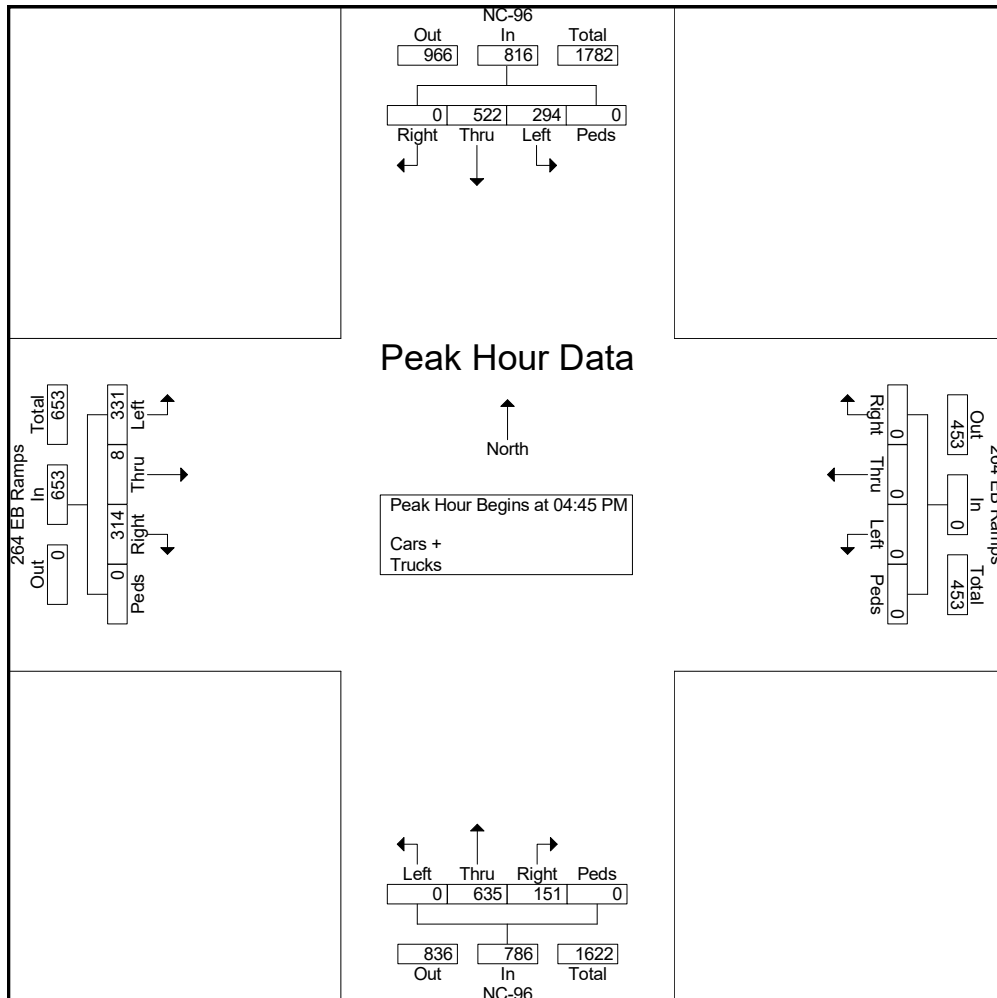 NC-96
Out In Total
966 816 1782
0 522 294 0
Right Thru Left Peds
Peak Hour Data
North
Peak Hour Begins at 04:45 PM
Cars +
Trucks
264 EB Ramps
Out In Total
0 653 653
Left Thru Right Peds
331 8 314 0
Right Thru Left Peds
0 0 0 0
Out In Total
453 0 453
264 EB Ramps
Left Thru Right Peds
0 635 151 0
836 786 1622
Out In Total
NC-96